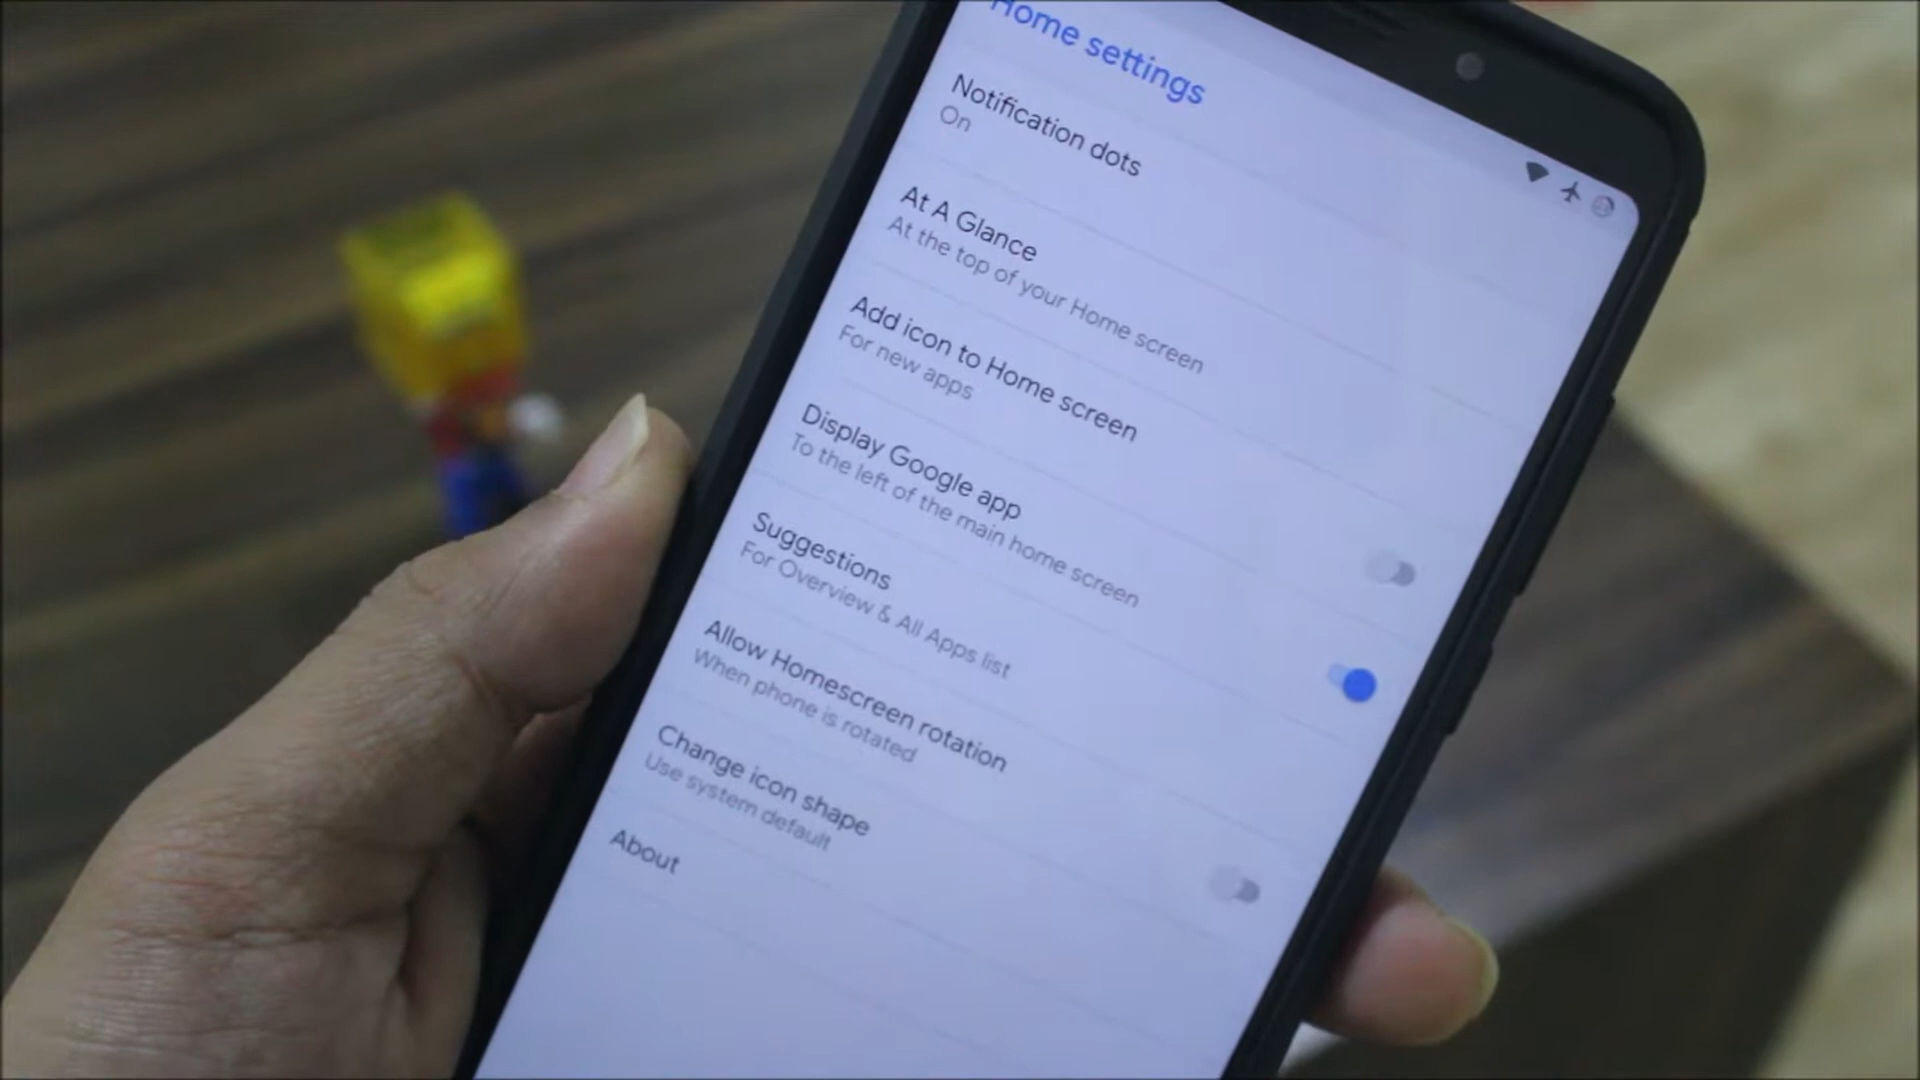 Home settings
Notification dots
On
At A Glance
At the top of your Home screen
Add icon to Home screen
For new apps
Display Google app
To the left of the main home screen
Suggestions
For Overview & All Apps list
Allow Homescreen rotation
When phone is rotated
Change icon shape
Use system default
About